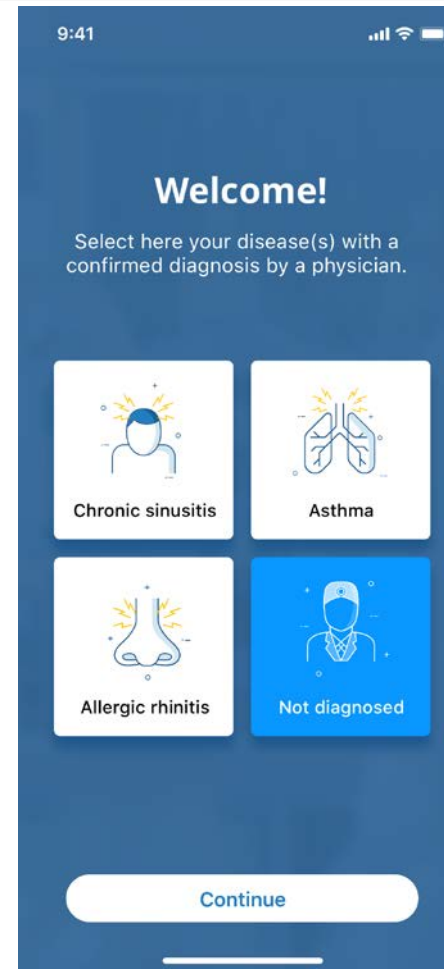 9:41
Welcome!
Select here your disease(s) with a
confirmed diagnosis by a physician.
Chronic sinusitis
Asthma
Allergic rhinitis
Not diagnosed
Continue